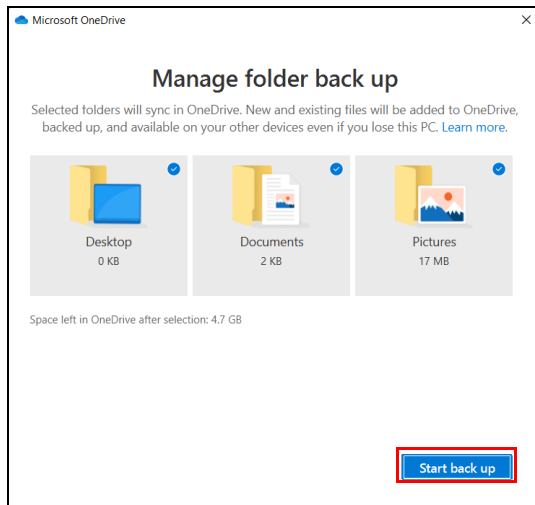 Microsoft OneDrive
Manage folder back up
Selected folders will sync in OneDrive. New and existing files will be added to OneDrive,
backed up, and available on your other devices even if you lose this PC. Learn more.
Desktop
0 KB
Documents
2 KB
Pictures
17 MB
Space left in OneDrive after selection: 4.7 GB
Start back up